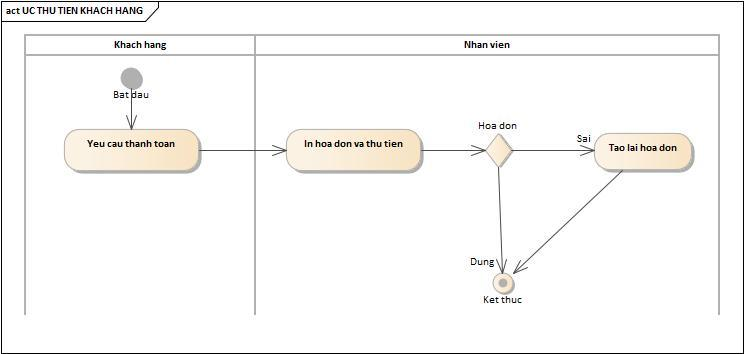 act UC THU TIEN KHACH HANG
Khach hang
Nhan vien
Bat dau
Yeu cau thanh toan
In hoa don va thu tien
Hoa don
Sai
Tao lai hoa don
Dung
Ket thuc